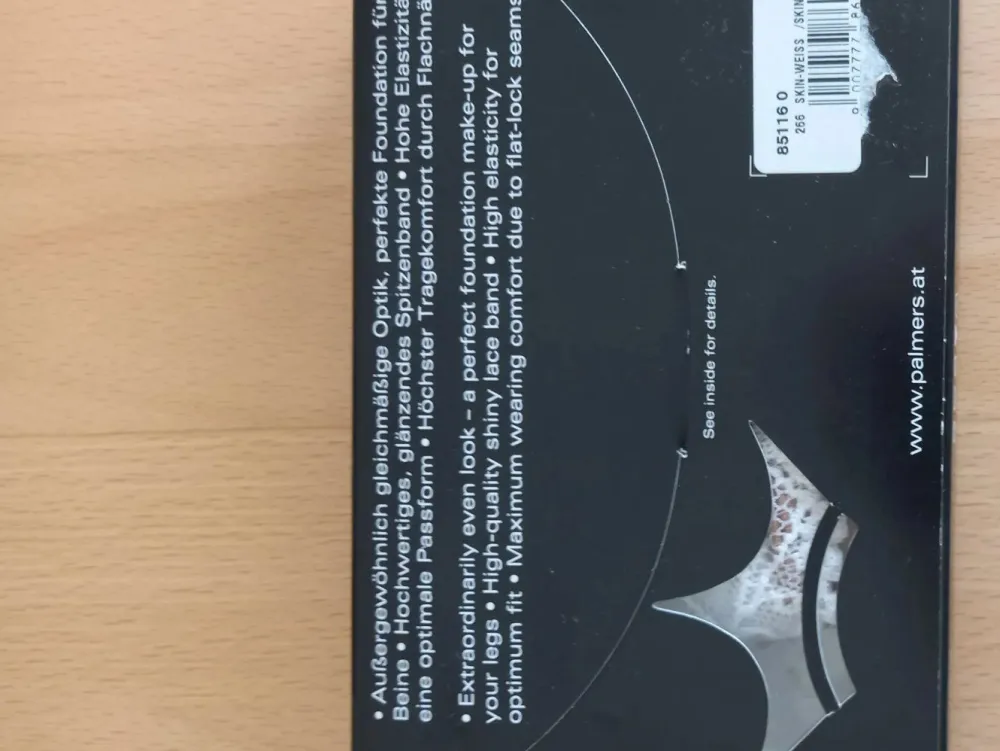 • Außergewöhnlich gleichmäßige Optik, perfekte Foundation für
Beine • Hochwertiges, glänzendes Spitzenband • Hohe
eine optimale Passform • Höchster Tragekomfort durch
• Extraordinarily even look – a perfect foundation make-up for
your legs • High-quality shiny lace band • High elasticity for
optimum fit • Maximum wearing comfort due to flat-lock seams
See inside for details.
85116 0
266 SKIN-WEISS /SKIN
www.palmers.at